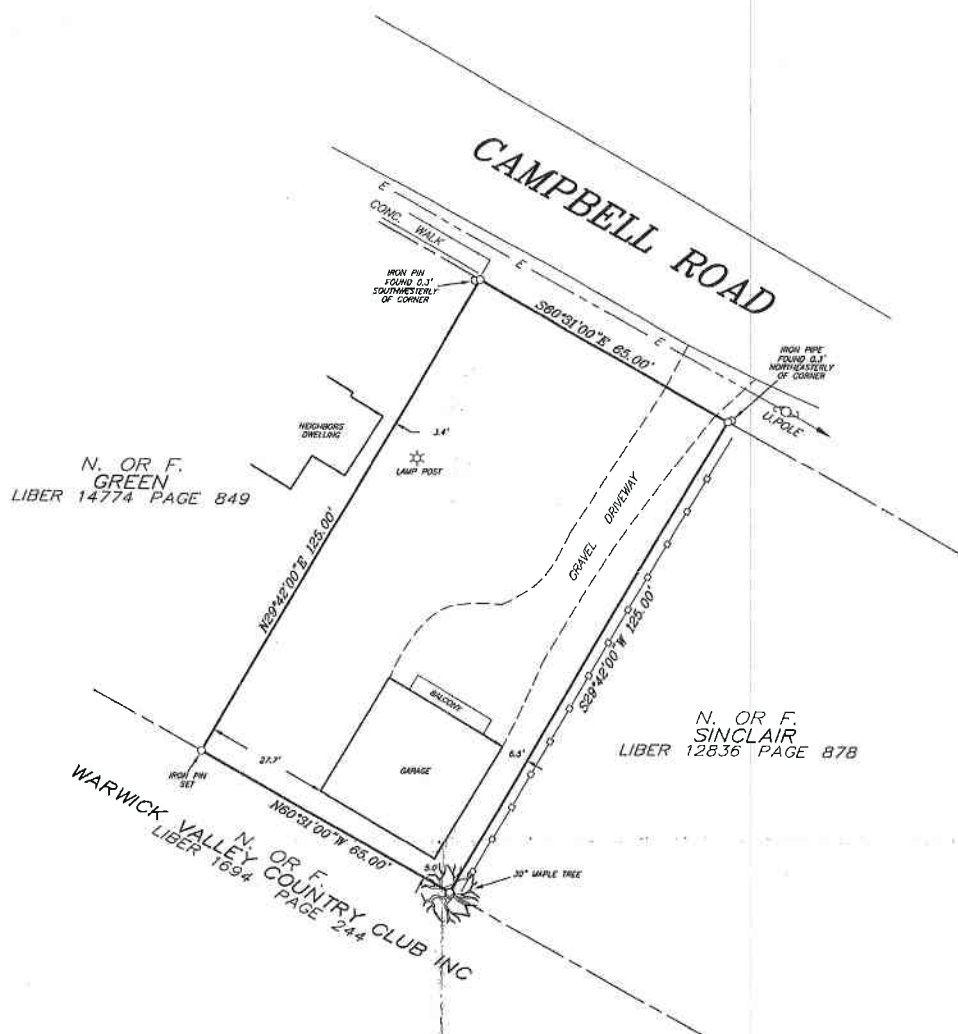 CAMPBELL ROAD
E
CONC. WALK
E
IRON PIN
FOUND 0.3'
SOUTHWESTERLY
OF CORNER
S60°31'00"E 65.00'
E
IRON PIPE
FOUND 0.3'
NORTHEASTERLY
OF CORNER
U.POLE
NEIGHBORS
DWELLING
3.4'
LAMP POST
N. OR F.
GREEN
LIBER 14774 PAGE 849
GRAVEL DRIVEWAY
N29°42'00"E 125.00'
S29°42'00"W 125.00'
BALCONY
N. OR F.
SINCLAIR
LIBER 12836 PAGE 878
27.7'
GARAGE
6.5'
IRON PIN
SET
N60°31'00"W 65.00'
5.0'
30" MAPLE TREE
N. OR F.
WARWICK VALLEY COUNTRY CLUB INC
LIBER 1694 PAGE 244